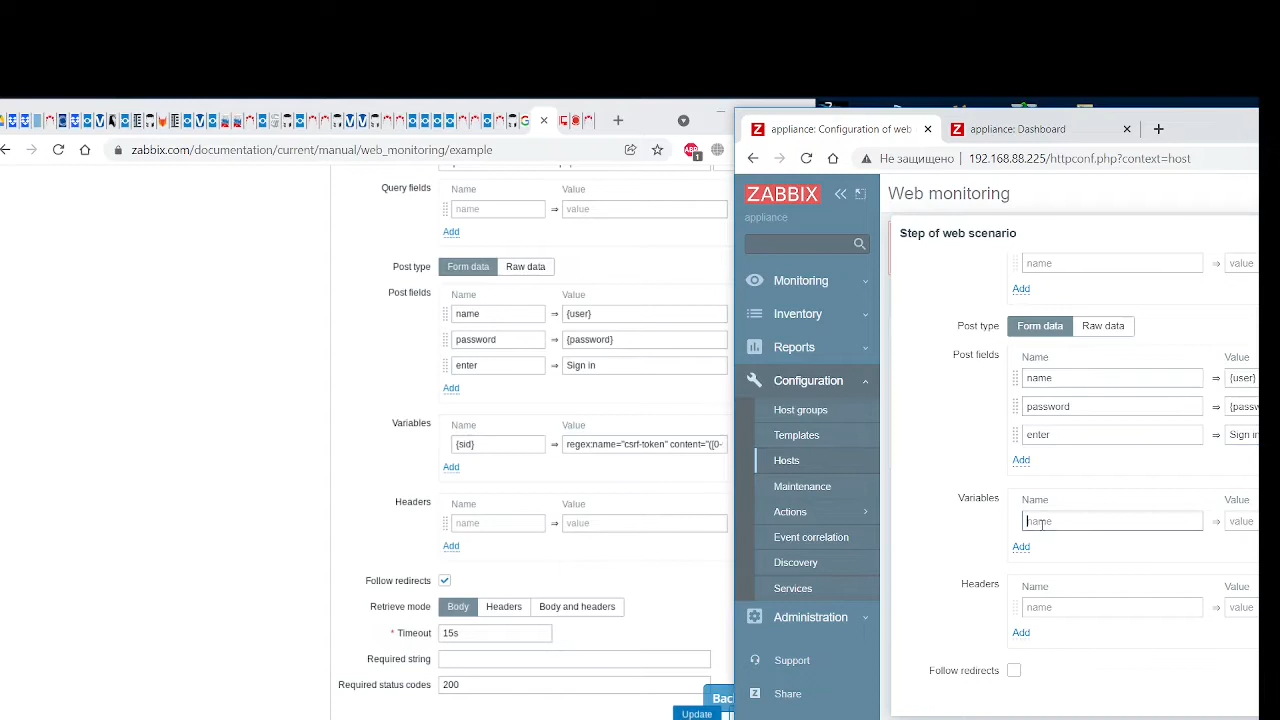 zabbix.com/documentation/current/manual/web_monitoring/example
Query fields
Name
Value
name
⇒
value
Add
Post type
Form data
Raw data
Post fields
Name
Value
name
⇒
{user}
password
⇒
{password}
enter
⇒
Sign in
Add
Variables
Name
Value
{sid}
⇒
regex:name="csrf-token" content="([0-
Add
Headers
Name
Value
name
⇒
value
Add
Follow redirects
Retrieve mode
Body
Headers
Body and headers
* Timeout
15s
Required string
Required status codes
200
Bac
Update
appliance: Configuration of web
appliance: Dashboard
Не защищено
192.168.88.225/httpconf.php?context=host
ZABBIX
appliance
Monitoring
Inventory
Reports
Configuration
Host groups
Templates
Hosts
Maintenance
Actions
Event correlation
Discovery
Services
Administration
Support
Share
Web monitoring
Step of web scenario
name
⇒
value
Add
Post type
Form data
Raw data
Post fields
Name
Value
name
⇒
{user}
password
⇒
{passw
enter
⇒
Sign in
Add
Variables
Name
Value
name
⇒
value
Add
Headers
Name
Value
name
⇒
value
Add
Follow redirects